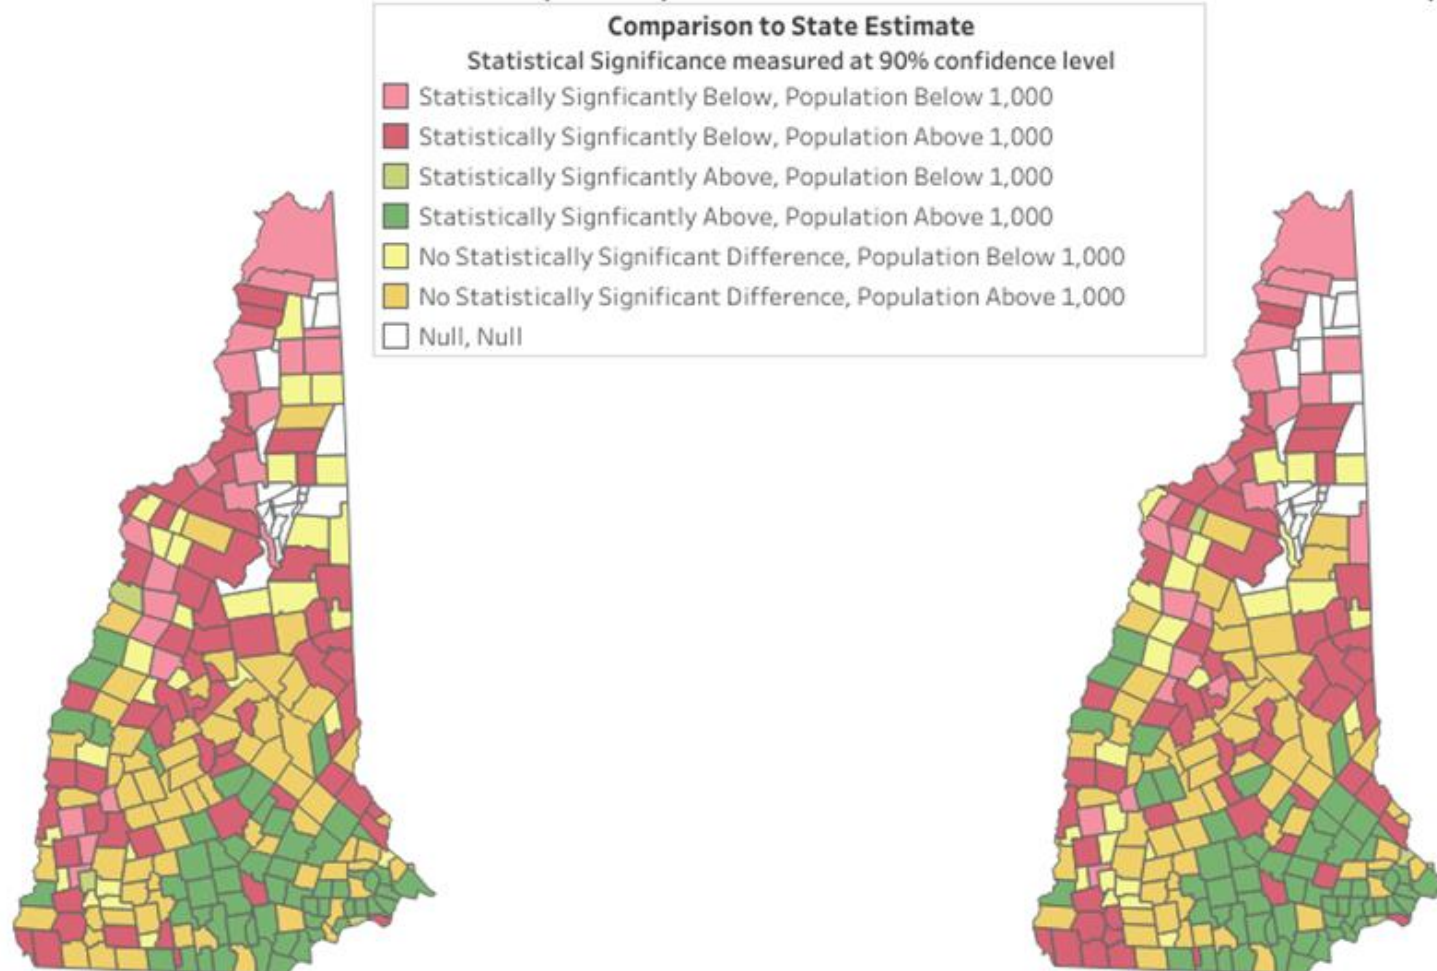 Comparison to State Estimate
Statistical Significance measured at 90% confidence level
Statistically Signficantly Below, Population Below 1,000
Statistically Signficantly Below, Population Above 1,000
Statistically Signficantly Above, Population Below 1,000
Statistically Signficantly Above, Population Above 1,000
No Statistically Significant Difference, Population Below 1,000
No Statistically Significant Difference, Population Above 1,000
Null, Null